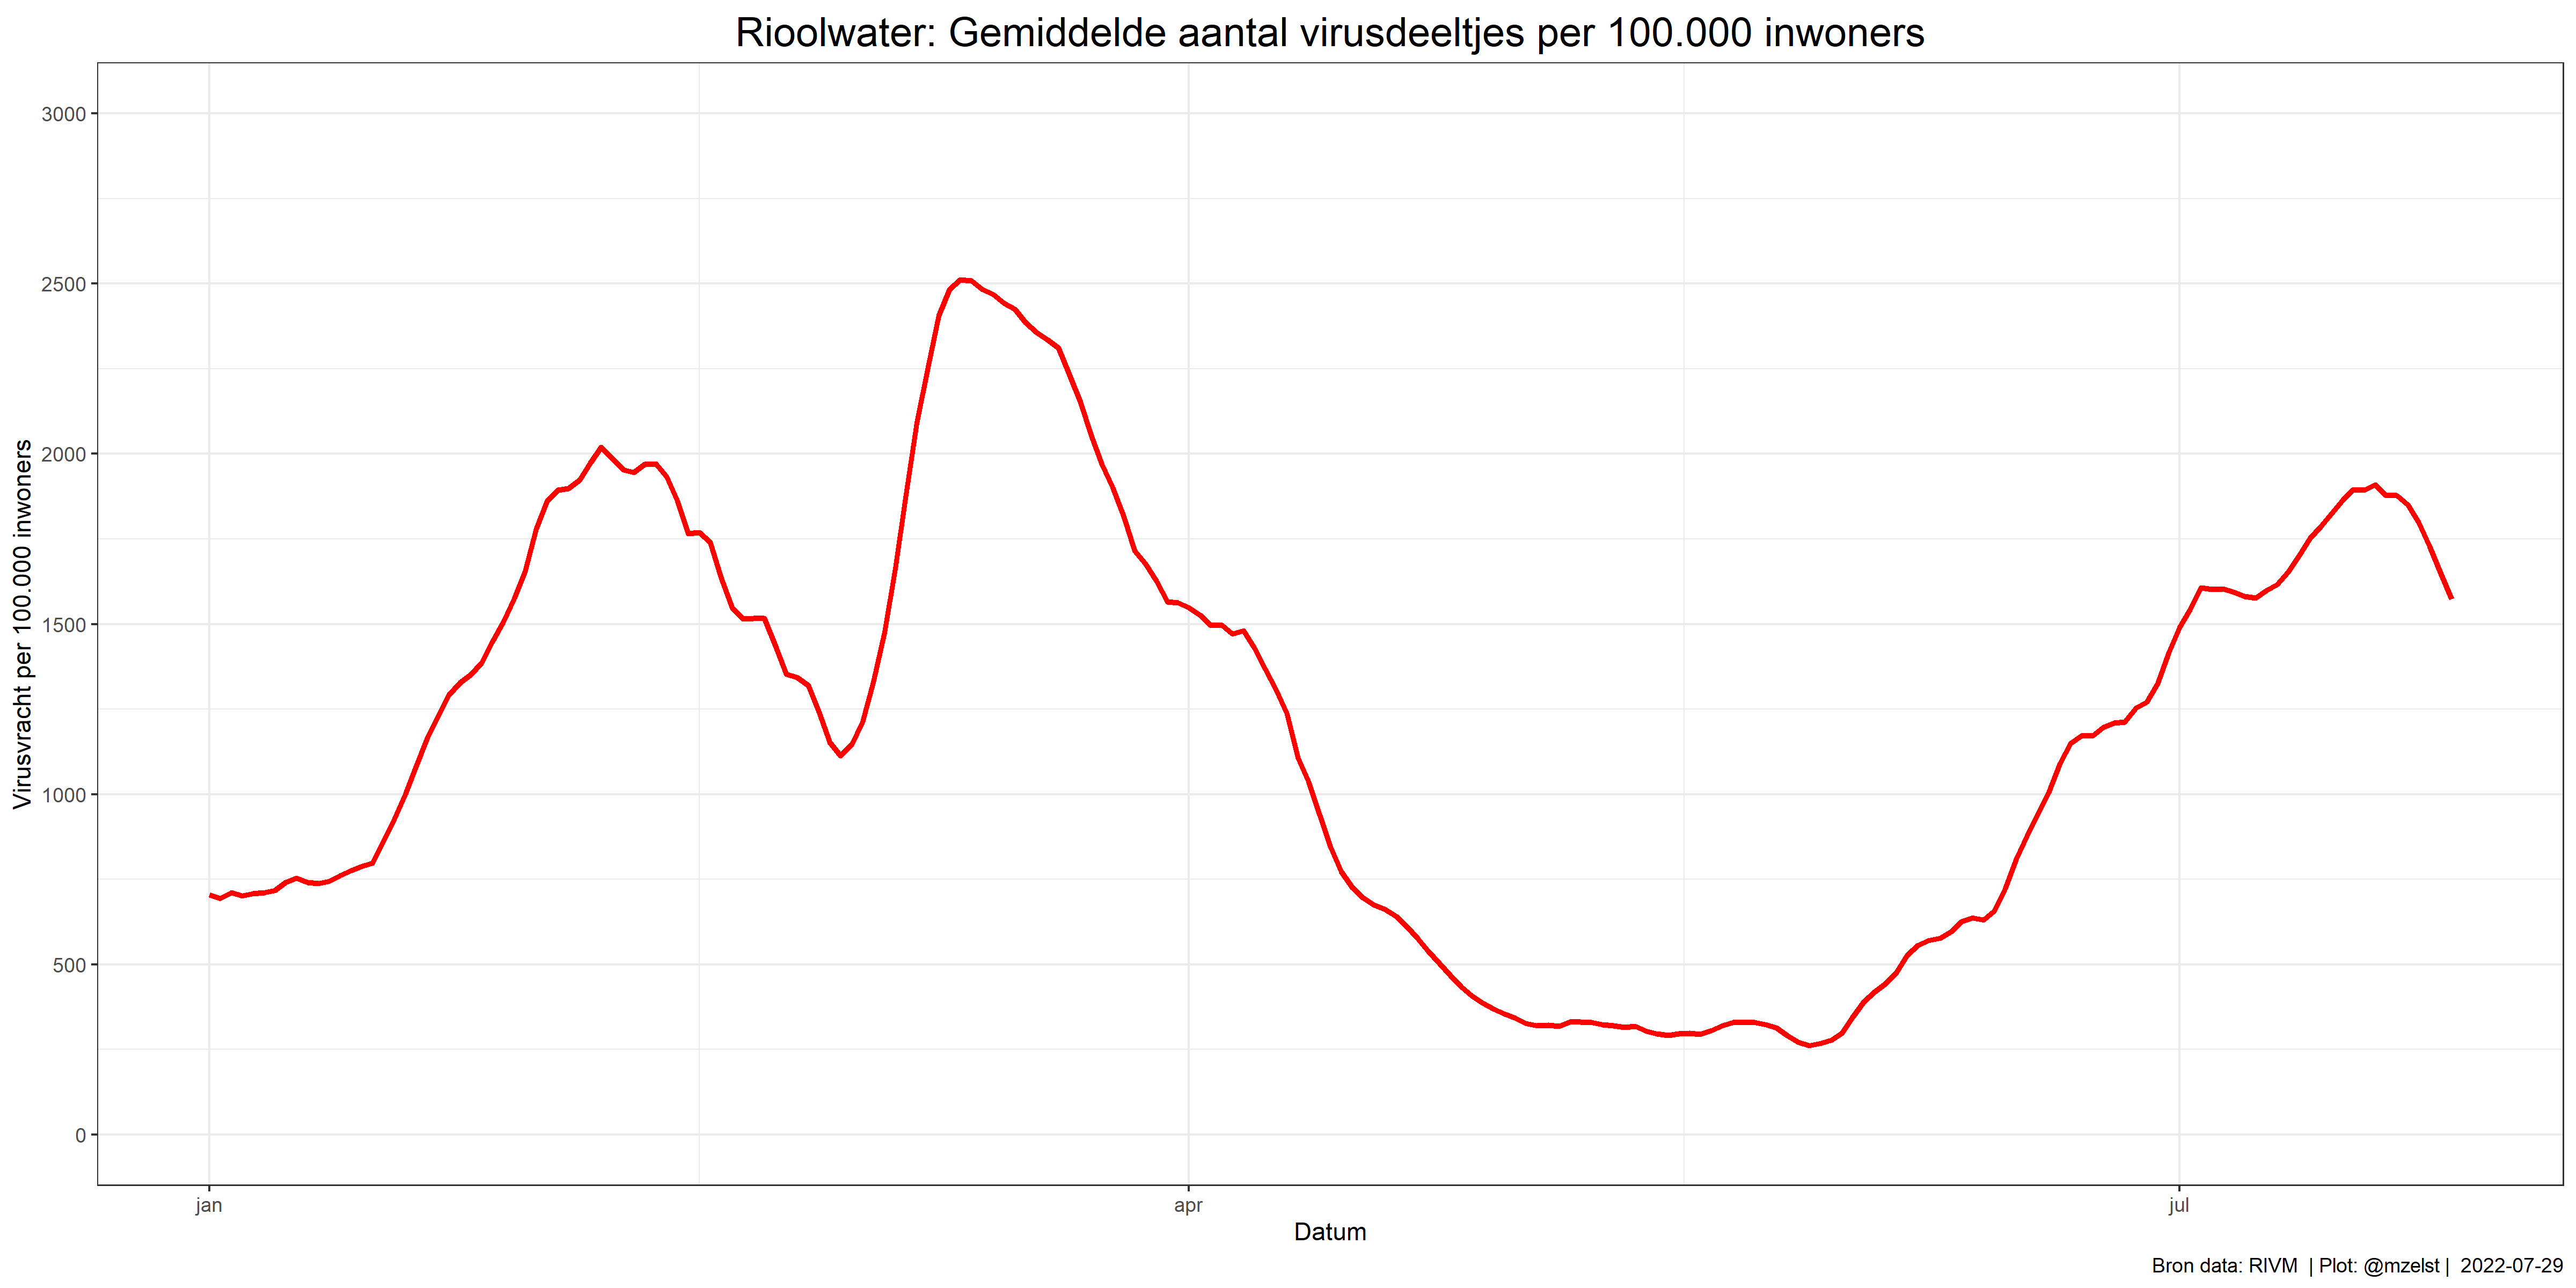 Rioolwater: Gemiddelde aantal virusdeeltjes per 100.000 inwoners
Virusvracht per 100.000 inwoners
3000
2500
2000
1500
1000
500
0
jan
apr
jul
Datum
Bron data: RIVM | Plot: @mzelst | 2022-07-29